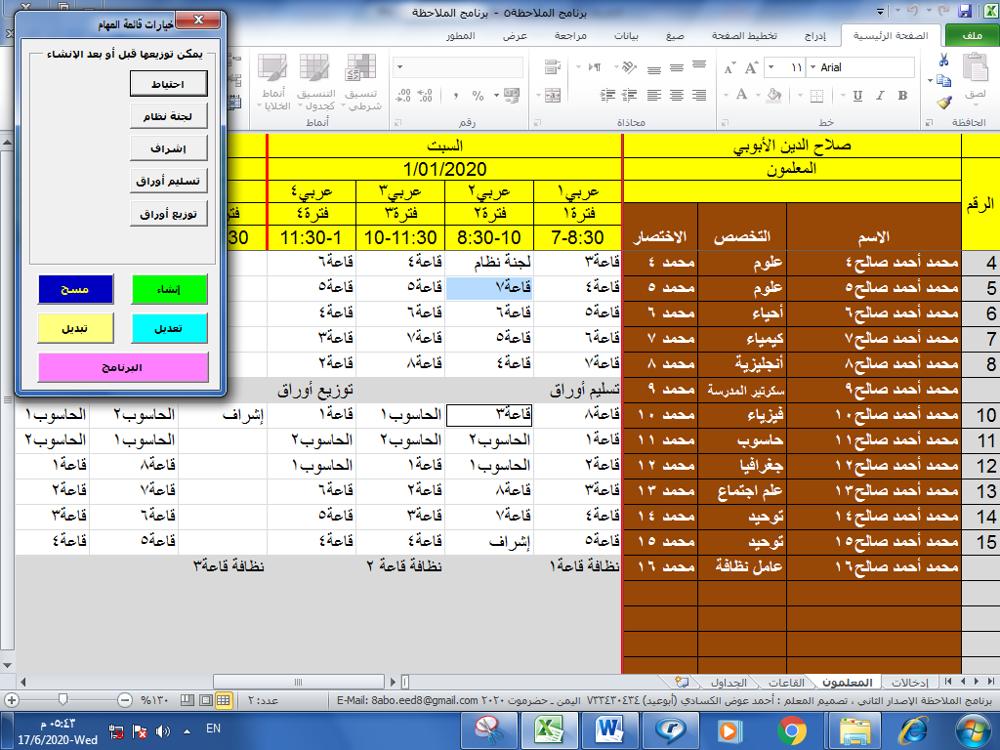 برنامج الملاحظة٥ - برنامج الملاحظة
ملف الصفحة الرئيسية إدراج تخطيط الصفحة صيغ بيانات مراجعة عرض المطور
لصق
الحافظة
Arial ١١
B I U
خط
محاذاة
% ,
رقم
تنسيق شرطي
التنسيق كجدول
أنماط الخلايا
أنماط
خيارات قائمة المهام
يمكن توزيعها قبل أو بعد الإنشاء
احتياط
لجنة نظام
إشراف
تسليم أوراق
توزيع أوراق
إنشاء مسح
تعديل تبديل
البرنامج
صلاح الدين الأيوبي السبت
المعلمون 1/01/2020
الرقم
عربي١ عربي٢ عربي٣ عربي٤
فترة١ فترة٢ فترة٣ فترة٤
الاسم التخصص الاختصار 7-8:30 8:30-10 10-11:30 11:30-1
4 محمد أحمد صالح٤ علوم محمد ٤ قاعة٣ لجنة نظام قاعة٤ قاعة٦
5 محمد أحمد صالح٥ علوم محمد ٥ قاعة٤ قاعة٧ قاعة٥ قاعة٥
6 محمد أحمد صالح٦ أحياء محمد ٦ قاعة٥ قاعة٦ قاعة٦ قاعة٤
7 محمد أحمد صالح٧ كيمياء محمد ٧ قاعة٦ قاعة٥ قاعة٧ قاعة٣
8 محمد أحمد صالح٨ أنجليزية محمد ٨ قاعة٧ قاعة٤ قاعة٨ قاعة٢
محمد أحمد صالح٩ سكرتير المدرسة محمد ٩ تسليم أوراق توزيع أوراق
10 محمد أحمد صالح١٠ فيزياء محمد ١٠ قاعة٨ قاعة٣ الحاسوب١ قاعة١ إشراف الحاسوب٢ الحاسوب١
11 محمد أحمد صالح١١ حاسوب محمد ١١ قاعة١ الحاسوب٢ الحاسوب٢ الحاسوب٢ الحاسوب١ الحاسوب٢
12 محمد أحمد صالح١٢ جغرافيا محمد ١٢ قاعة٢ الحاسوب١ قاعة١ الحاسوب١ قاعة٨ قاعة١
13 محمد أحمد صالح١٣ علم اجتماع محمد ١٣ قاعة٣ قاعة٨ قاعة٢ قاعة٦ قاعة٧ قاعة٢
14 محمد أحمد صالح١٤ توحيد محمد ١٤ قاعة٤ قاعة٧ قاعة٣ قاعة٥ قاعة٦ قاعة٣
15 محمد أحمد صالح١٥ توحيد محمد ١٥ قاعة٥ إشراف قاعة٤ قاعة٤ قاعة٥ قاعة٤
محمد أحمد صالح١٦ عامل نظافة محمد ١٦ نظافة قاعة١ نظافة قاعة ٢ نظافة قاعة٣
إدخالات المعلمون القاعات الجداول
برنامج الملاحظة الإصدار الثاني ، تصميم المعلم : أحمد عوض الكسادي (أبوعيد) ٧٣٣٤٣٠٤٣٤ اليمن ـ حضرموت ٢٠٢٠ E-Mail: 8abo.eed8@gmail.com
عدد: ٢
١٣٠%
EN
٠٥:٤٣ م
17/6/2020-Wed